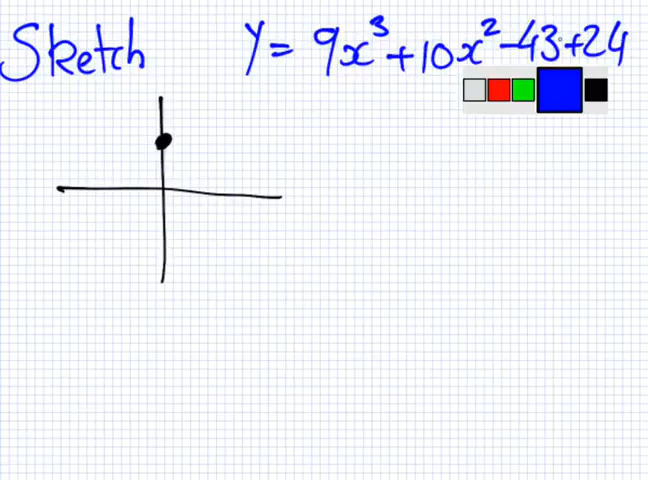 Sketch y = 9x³+10x²-43+24